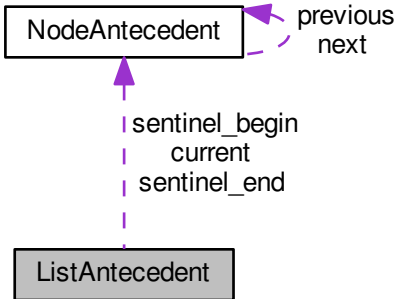 NodeAntecedent
previous
next
sentinel_begin
current
sentinel_end
ListAntecedent